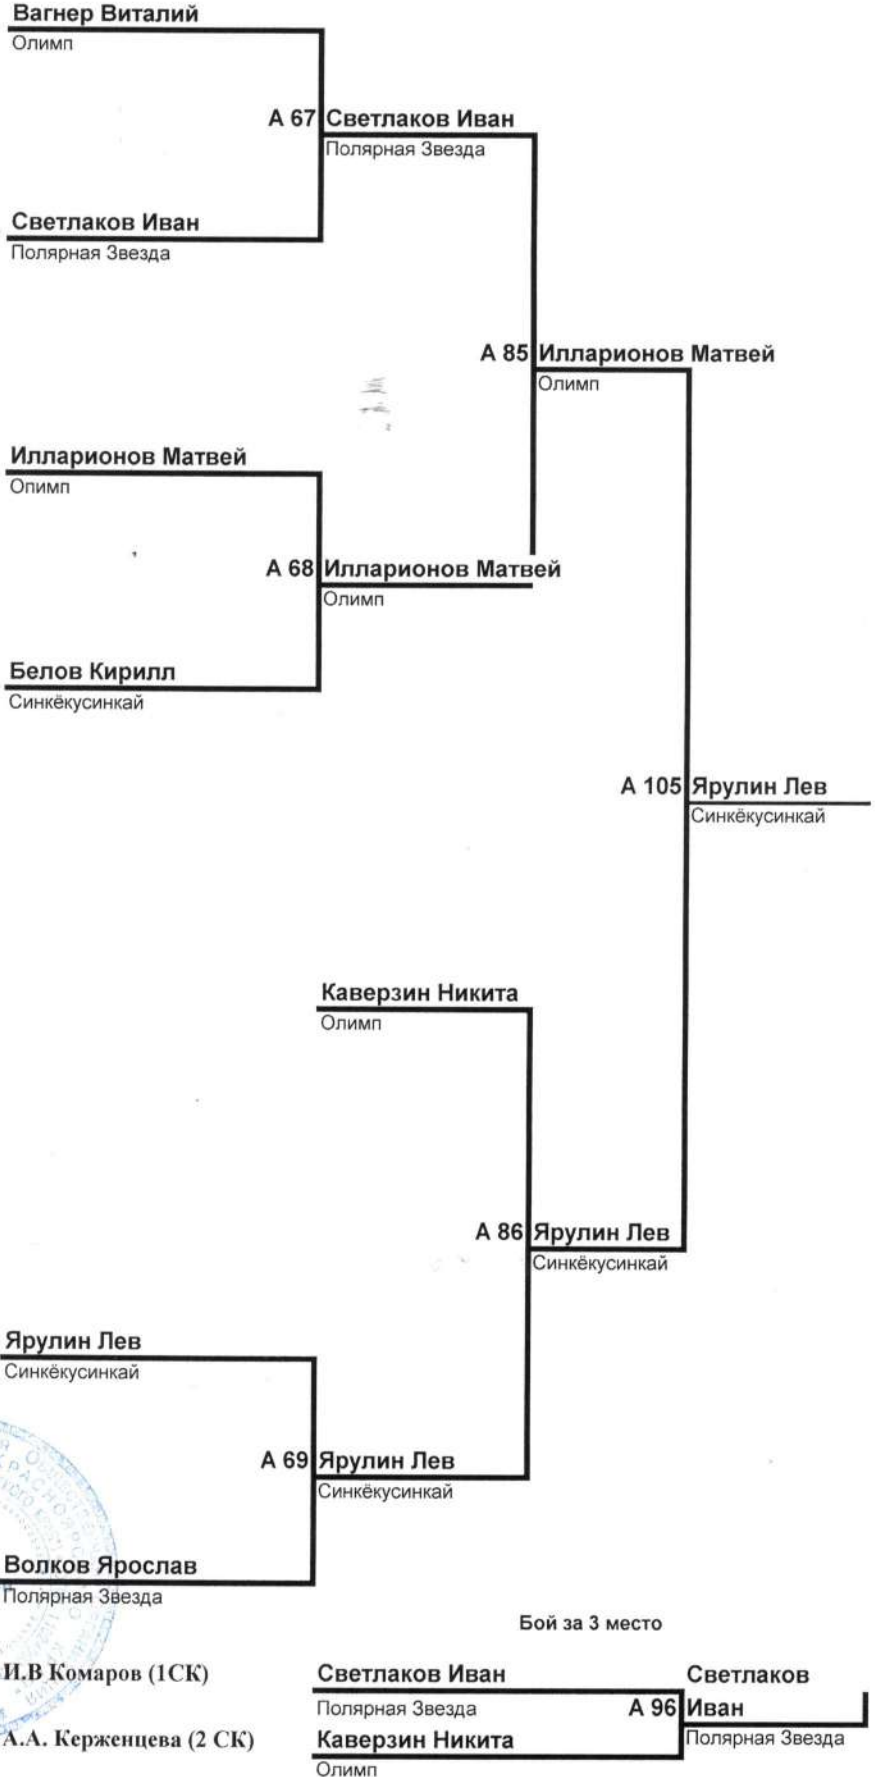 Вагнер Виталий
Олимп
А 67 Светлаков Иван
Полярная Звезда
Светлаков Иван
Полярная Звезда
А 85 Илларионов Матвей
Олимп
Илларионов Матвей
Опимп
А 68 Илларионов Матвей
Олимп
Белов Кирилл
Синкёкусинкай
А 105 Ярулин Лев
Синкёкусинкай
Каверзин Никита
Олимп
А 86 Ярулин Лев
Синкёкусинкай
Ярулин Лев
Синкёкусинкай
А 69 Ярулин Лев
Синкёкусинкай
Волков Ярослав
Полярная Звезда
Бой за 3 место
И.В Комаров (1СК)
Светлаков Иван
Светлаков
Полярная Звезда
А 96 Иван
А.А. Керженцева (2 СК)
Каверзин Никита
Полярная Звезда
Олимп